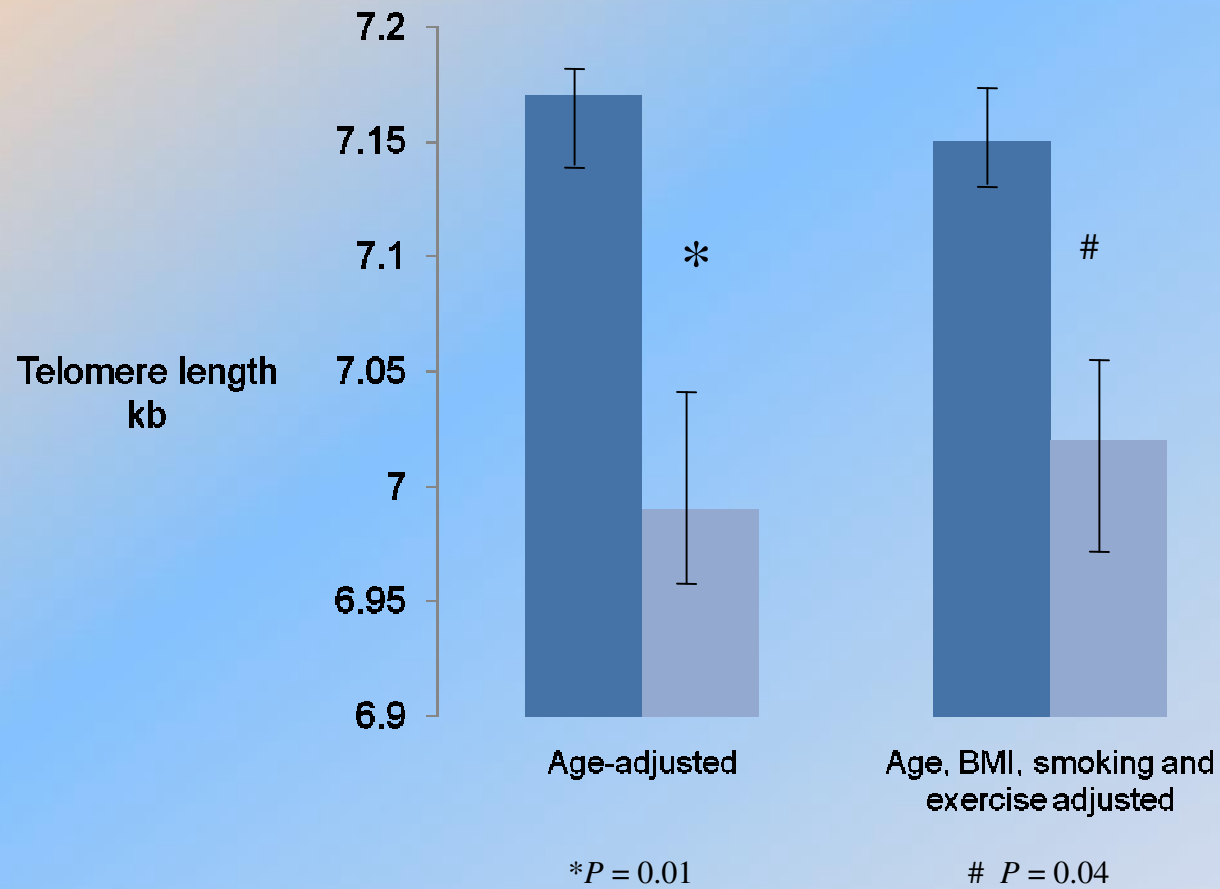 7.2
7.15
7.1
7.05
7
6.95
6.9
Telomere length
kb
*
#
Age-adjusted
Age, BMI, smoking and
exercise adjusted
*P = 0.01
# P = 0.04